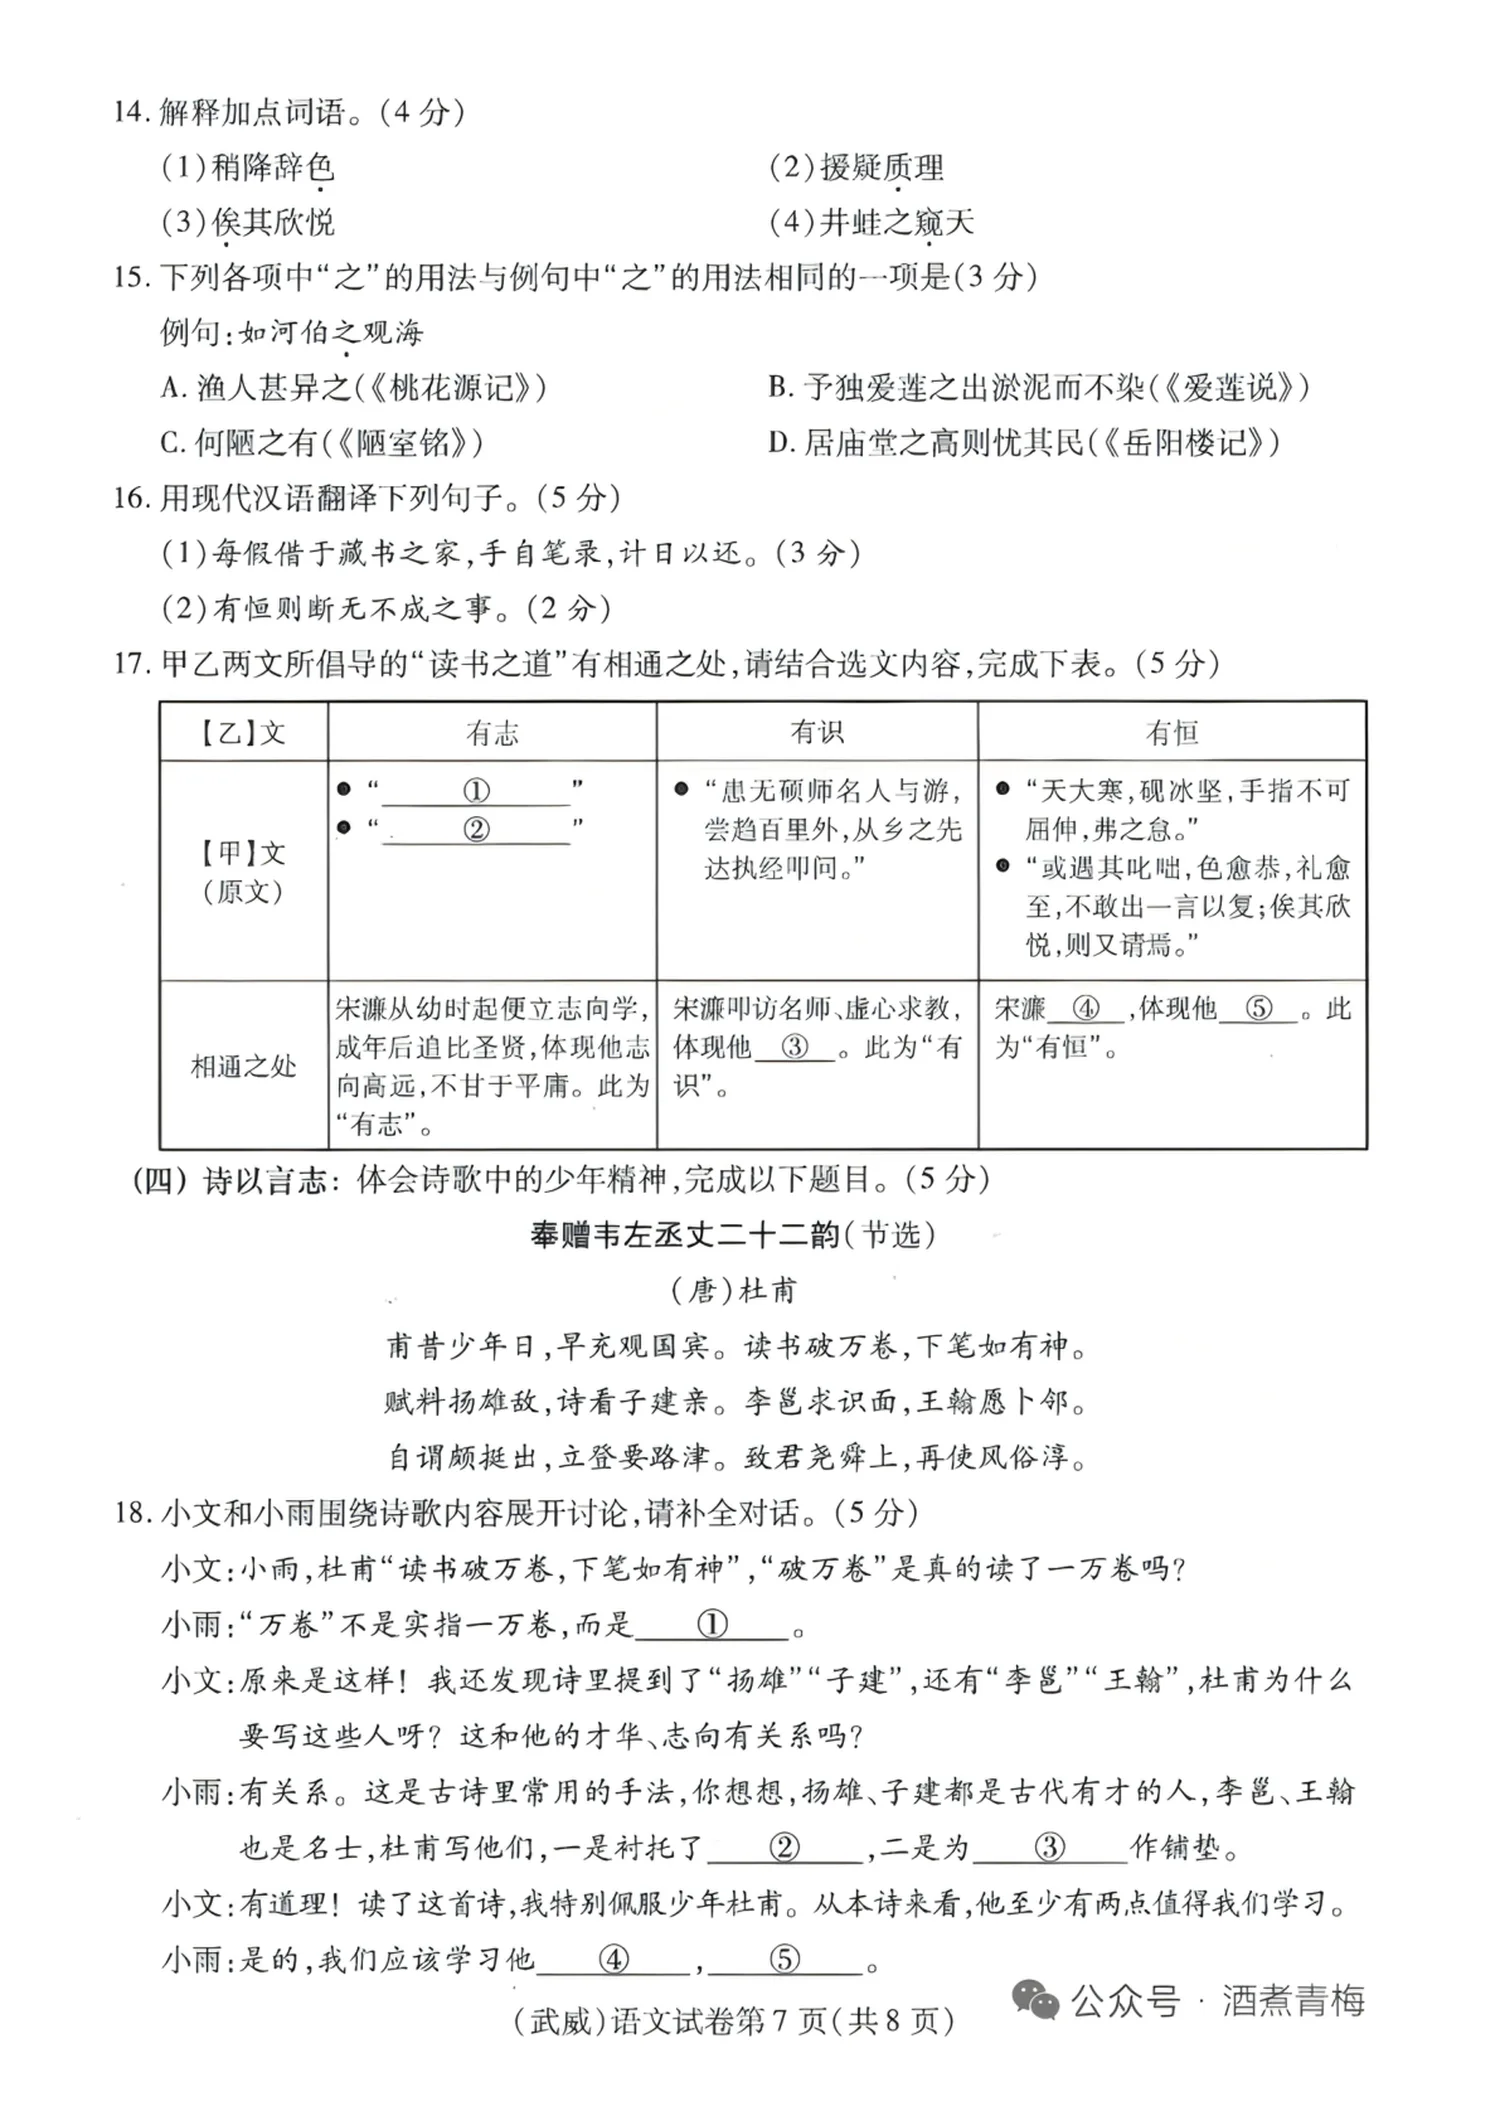 14. 解释加点词语。(4 分)
(1)稍降辞色 (2)援疑质理
(3)俟其欣悦 (4)井蛙之窥天
15. 下列各项中“之”的用法与例句中“之”的用法相同的一项是(3 分)
例句:如河伯之观海
A. 渔人甚异之(《桃花源记》) B. 予独爱莲之出淤泥而不染(《爱莲说》)
C. 何陋之有(《陋室铭》) D. 居庙堂之高则忧其民(《岳阳楼记》)
16. 用现代汉语翻译下列句子。(5 分)
(1)每假借于藏书之家,手自笔录,计日以还。(3 分)
(2)有恒则断无不成之事。(2 分)
17. 甲乙两文所倡导的“读书之道”有相通之处,请结合选文内容,完成下表。(5 分)
【乙】文 有志 有识 有恒
【甲】文
(原文)
● “ ① ”
● “ ② ”
● “患无硕师名人与游,
尝趋百里外,从乡之先
达执经叩问。”
● “天大寒,砚冰坚,手指不可
屈伸,弗之怠。”
● “或遇其叱咄,色愈恭,礼愈
至,不敢出一言以复;俟其欣
悦,则又请焉。”
相通之处
宋濂从幼时起便立志向学,
成年后追比圣贤,体现他志
向高远,不甘于平庸。此为
“有志”。
宋濂叩访名师、虚心求教,
体现他 ③ 。此为“有
识”。
宋濂 ④ ,体现他 ⑤ 。此
为“有恒”。
(四) 诗以言志: 体会诗歌中的少年精神,完成以下题目。(5 分)
奉赠韦左丞丈二十二韵(节选)
(唐)杜甫
甫昔少年日,早充观国宾。读书破万卷,下笔如有神。
赋料扬雄敌,诗看子建亲。李邕求识面,王翰愿卜邻。
自谓颇挺出,立登要路津。致君尧舜上,再使风俗淳。
18. 小文和小雨围绕诗歌内容展开讨论,请补全对话。(5 分)
小文:小雨,杜甫“读书破万卷,下笔如有神”,“破万卷”是真的读了一万卷吗?
小雨:“万卷”不是实指一万卷,而是 ① 。
小文:原来是这样! 我还发现诗里提到了“扬雄”“子建”,还有“李邕”“王翰”,杜甫为什么
要写这些人呀? 这和他的才华、志向有关系吗?
小雨:有关系。这是古诗里常用的手法,你想想,扬雄、子建都是古代有才的人,李邕、王翰
也是名士,杜甫写他们,一是衬托了 ② ,二是为 ③ 作铺垫。
小文:有道理! 读了这首诗,我特别佩服少年杜甫。从本诗来看,他至少有两点值得我们学习。
小雨:是的,我们应该学习他 ④ , ⑤ 。
(武威)语文试卷第 7 页(共 8 页)
公众号 · 酒煮青梅